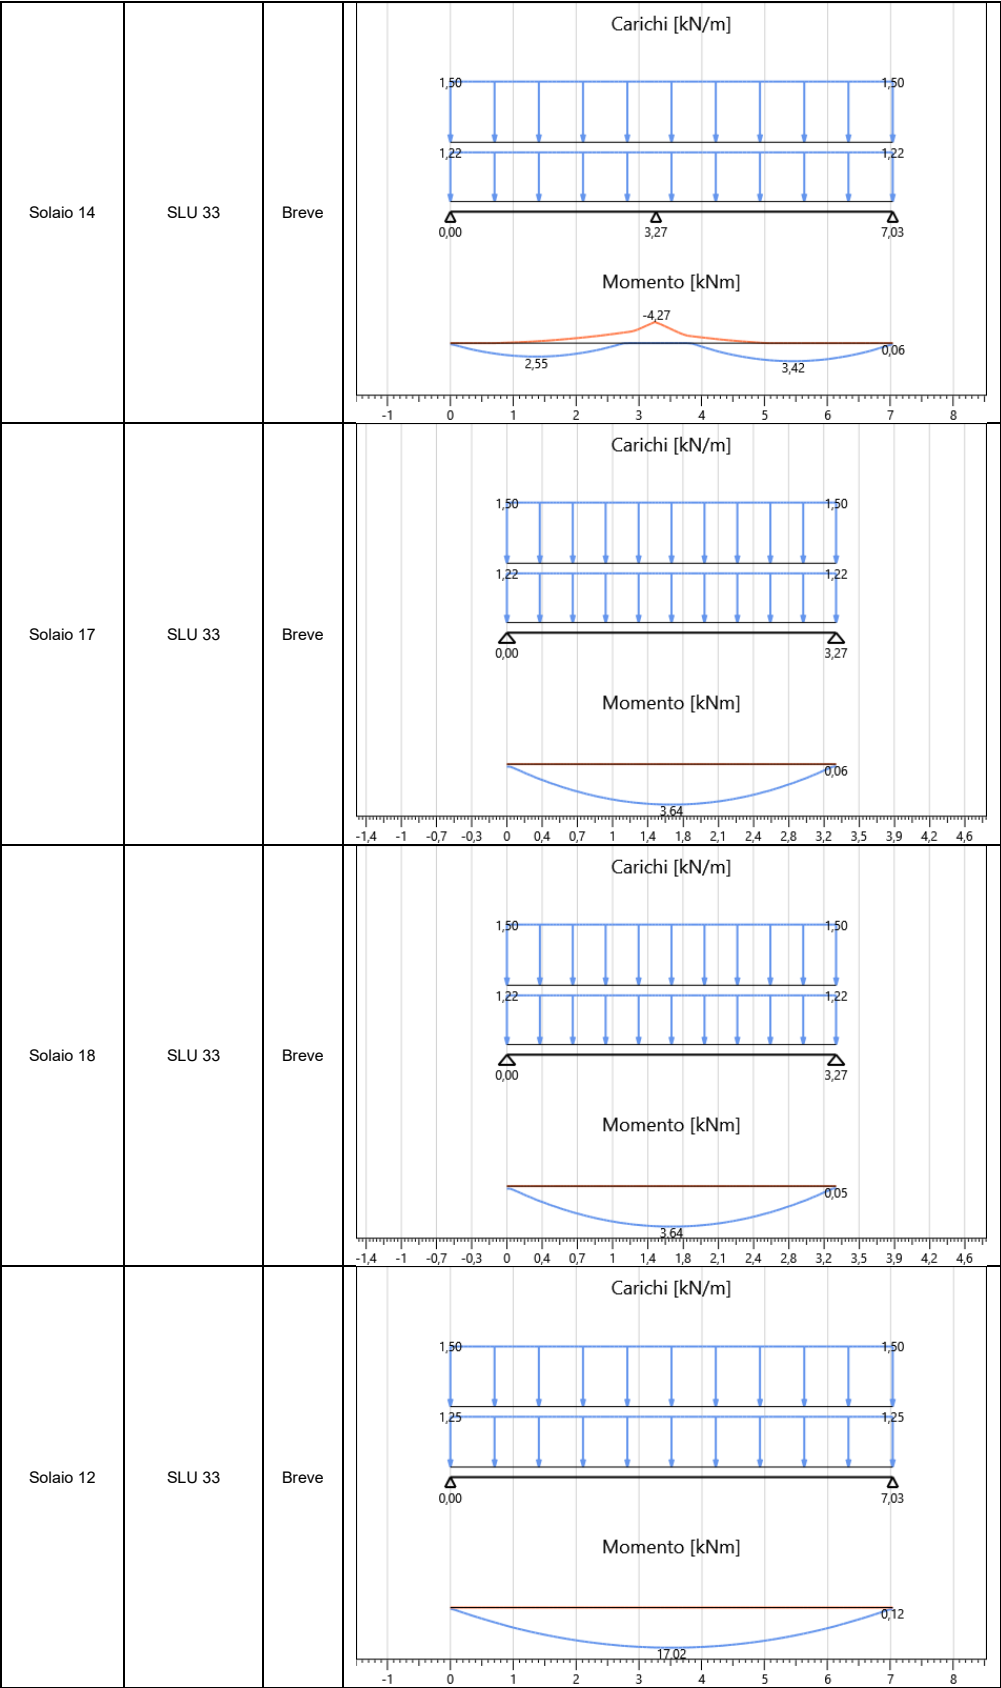 Carichi [kN/m]
1,50 1,50
1,22 1,22
Solaio 14 SLU 33 Breve
0,00 3,27 7,03
Momento [kNm]
-4,27
0,06
2,55 3,42
-1 0 1 2 3 4 5 6 7 8
Carichi [kN/m]
1,50 1,50
1,22 1,22
Solaio 17 SLU 33 Breve
0,00 3,27
Momento [kNm]
0,06
3,64
-1,4 -1 -0,7 -0,3 0 0,4 0,7 1 1,4 1,8 2,1 2,4 2,8 3,2 3,5 3,9 4,2 4,6
Carichi [kN/m]
1,50 1,50
1,22 1,22
Solaio 18 SLU 33 Breve
0,00 3,27
Momento [kNm]
0,05
3,64
-1,4 -1 -0,7 -0,3 0 0,4 0,7 1 1,4 1,8 2,1 2,4 2,8 3,2 3,5 3,9 4,2 4,6
Carichi [kN/m]
1,50 1,50
1,25 1,25
Solaio 12 SLU 33 Breve
0,00 7,03
Momento [kNm]
0,12
17,02
-1 0 1 2 3 4 5 6 7 8